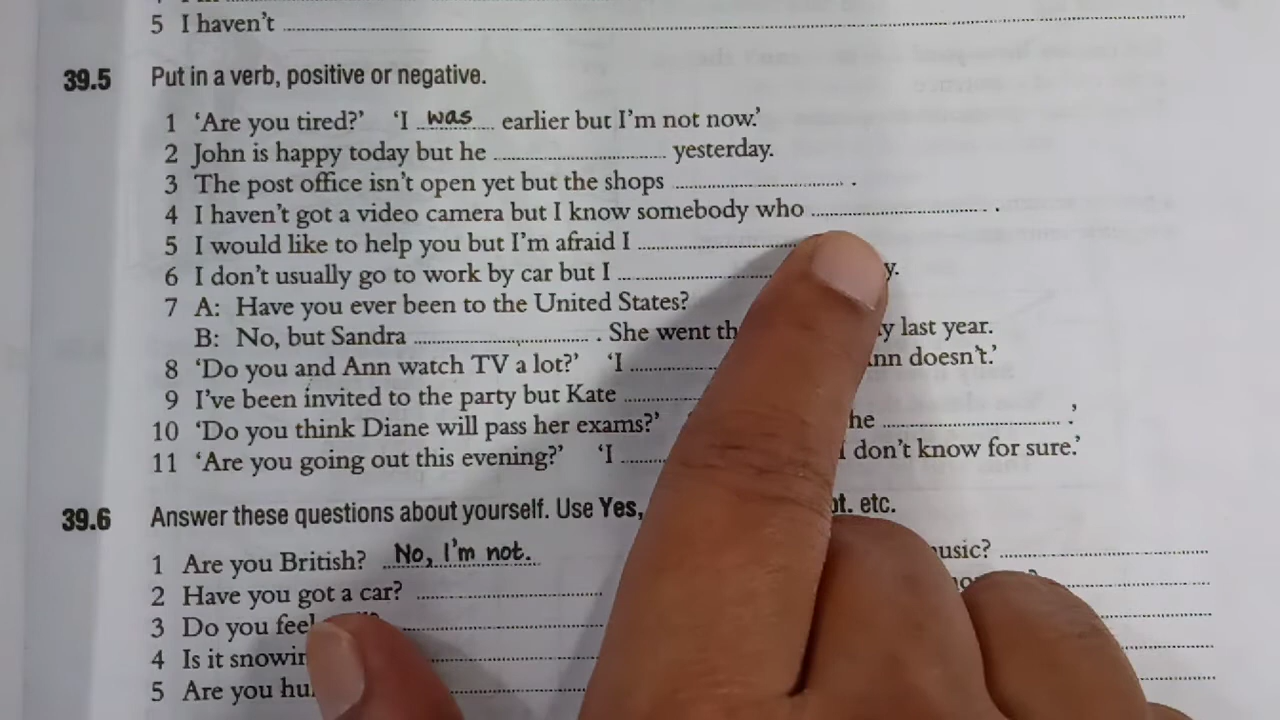 5 I haven't
39.5 Put in a verb, positive or negative.
1 'Are you tired?' 'I was earlier but I'm not now.'
2 John is happy today but he yesterday.
3 The post office isn't open yet but the shops .
4 I haven't got a video camera but I know somebody who .
5 I would like to help you but I'm afraid I
6 I don't usually go to work by car but I y.
7 A: Have you ever been to the United States?
B: No, but Sandra . She went last year.
8 'Do you and Ann watch TV a lot?' 'I doesn't.'
9 I've been invited to the party but Kate
10 'Do you think Diane will pass her exams?' he .'
11 'Are you going out this evening?' 'I I don't know for sure.'
39.6 Answer these questions about yourself. Use Yes, etc.
1 Are you British? No, I'm not.
2 Have you got a car?
3 Do you feel
4 Is it
5 Are you